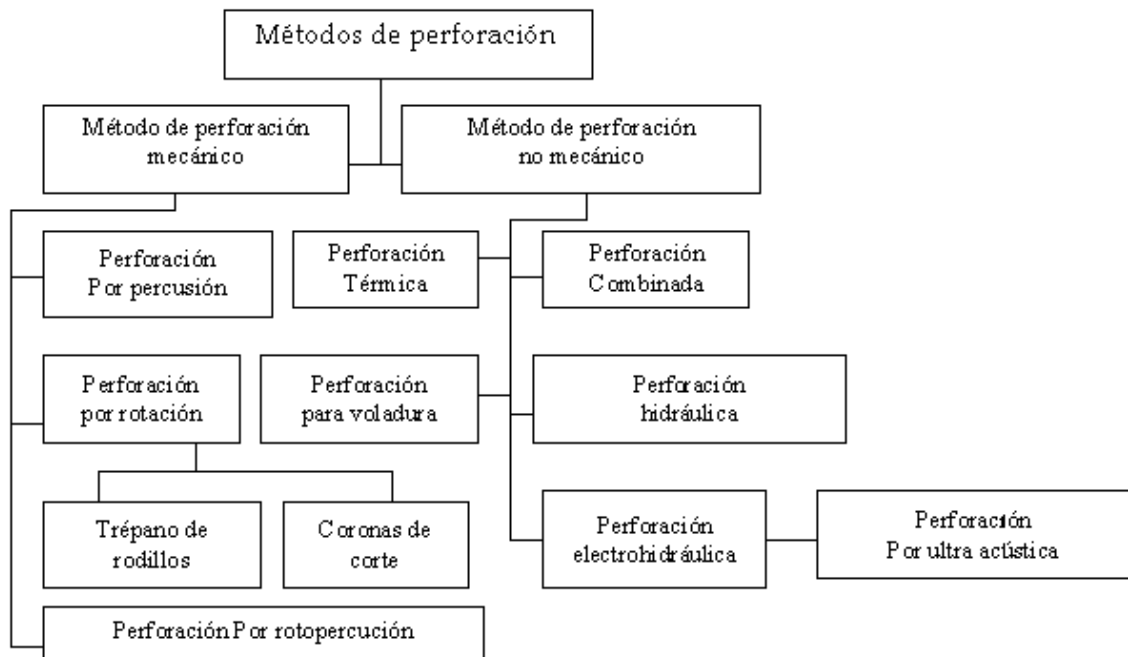 Métodos de perforación
Método de perforación
mecánico
Método de perforación
no mecánico
Perforación
Por percusión
Perforación
Térmica
Perforación
Combinada
Perforación
por rotación
Perforación
para voladura
Perforación
hidráulica
Trépano de
rodillos
Coronas de
corte
Perforación
electrohidráulica
Perforación
Por ultra actústica
Perforación Por rotopercución